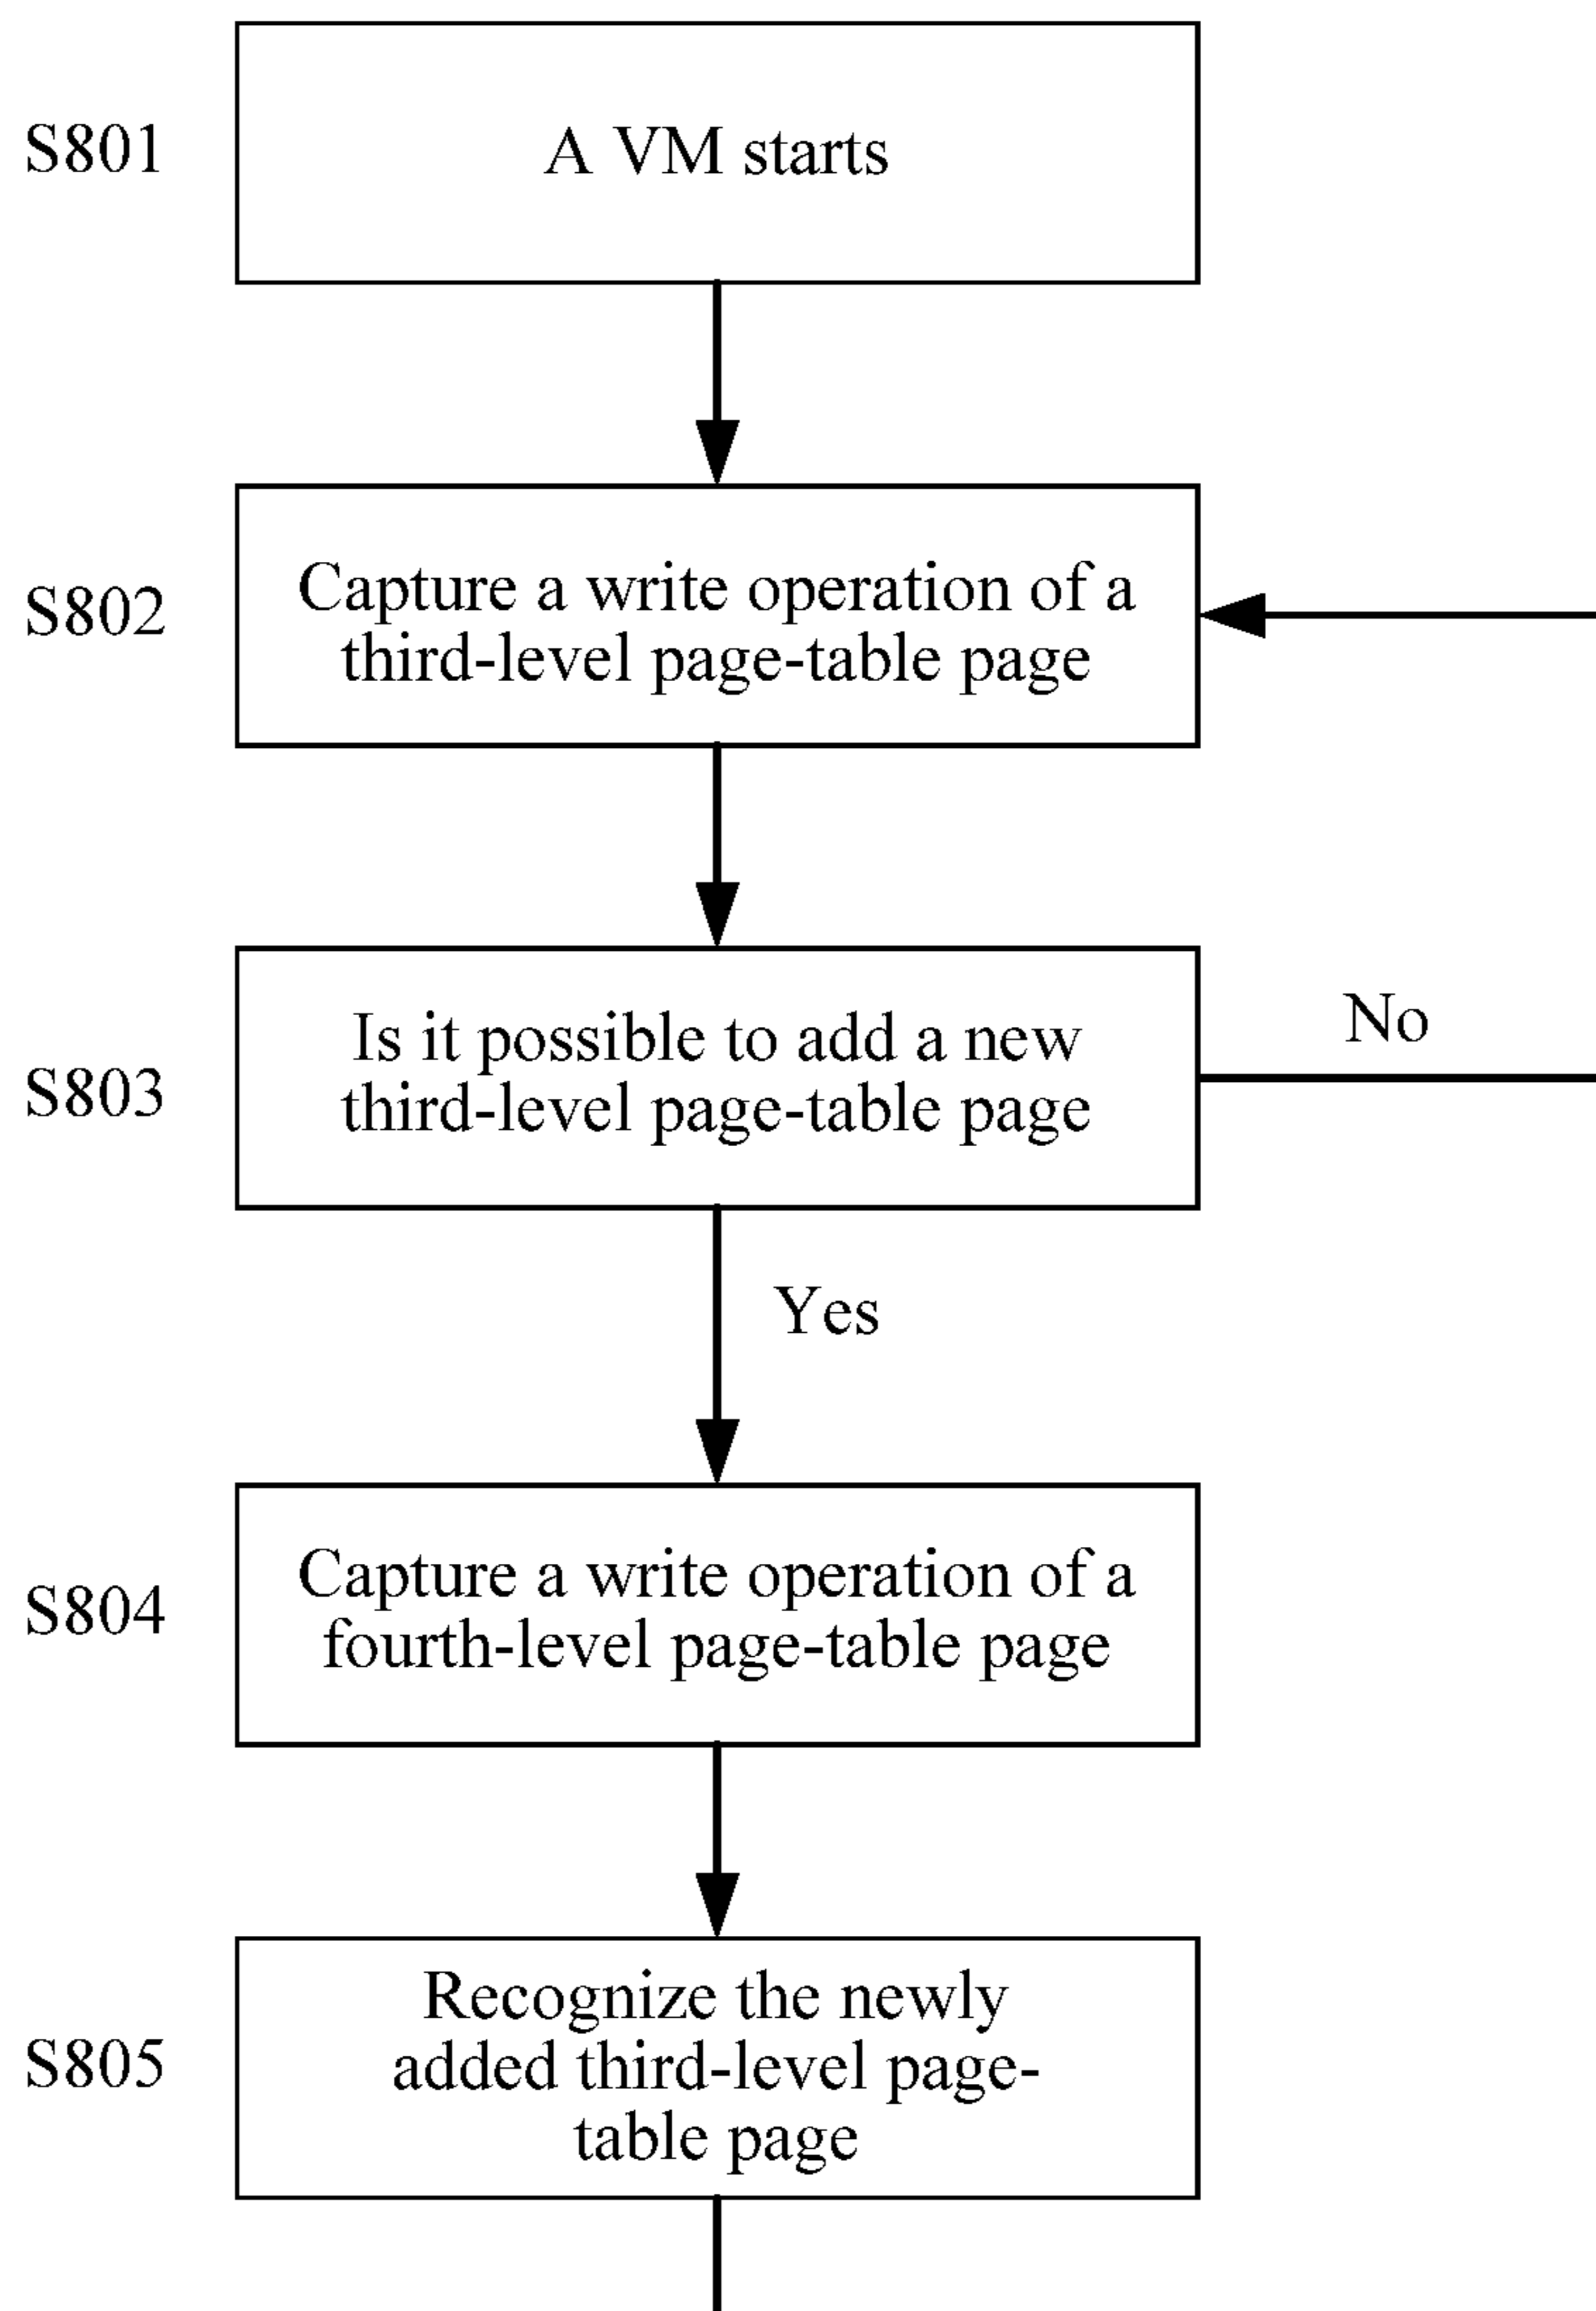 S801
A VM starts
S802
Capture a write operation of a
third-level page-table page
S803
Is it possible to add a new
third-level page-table page
No
Yes
S804
Capture a write operation of a
fourth-level page-table page
S805
Recognize the newly
added third-level page-
table page